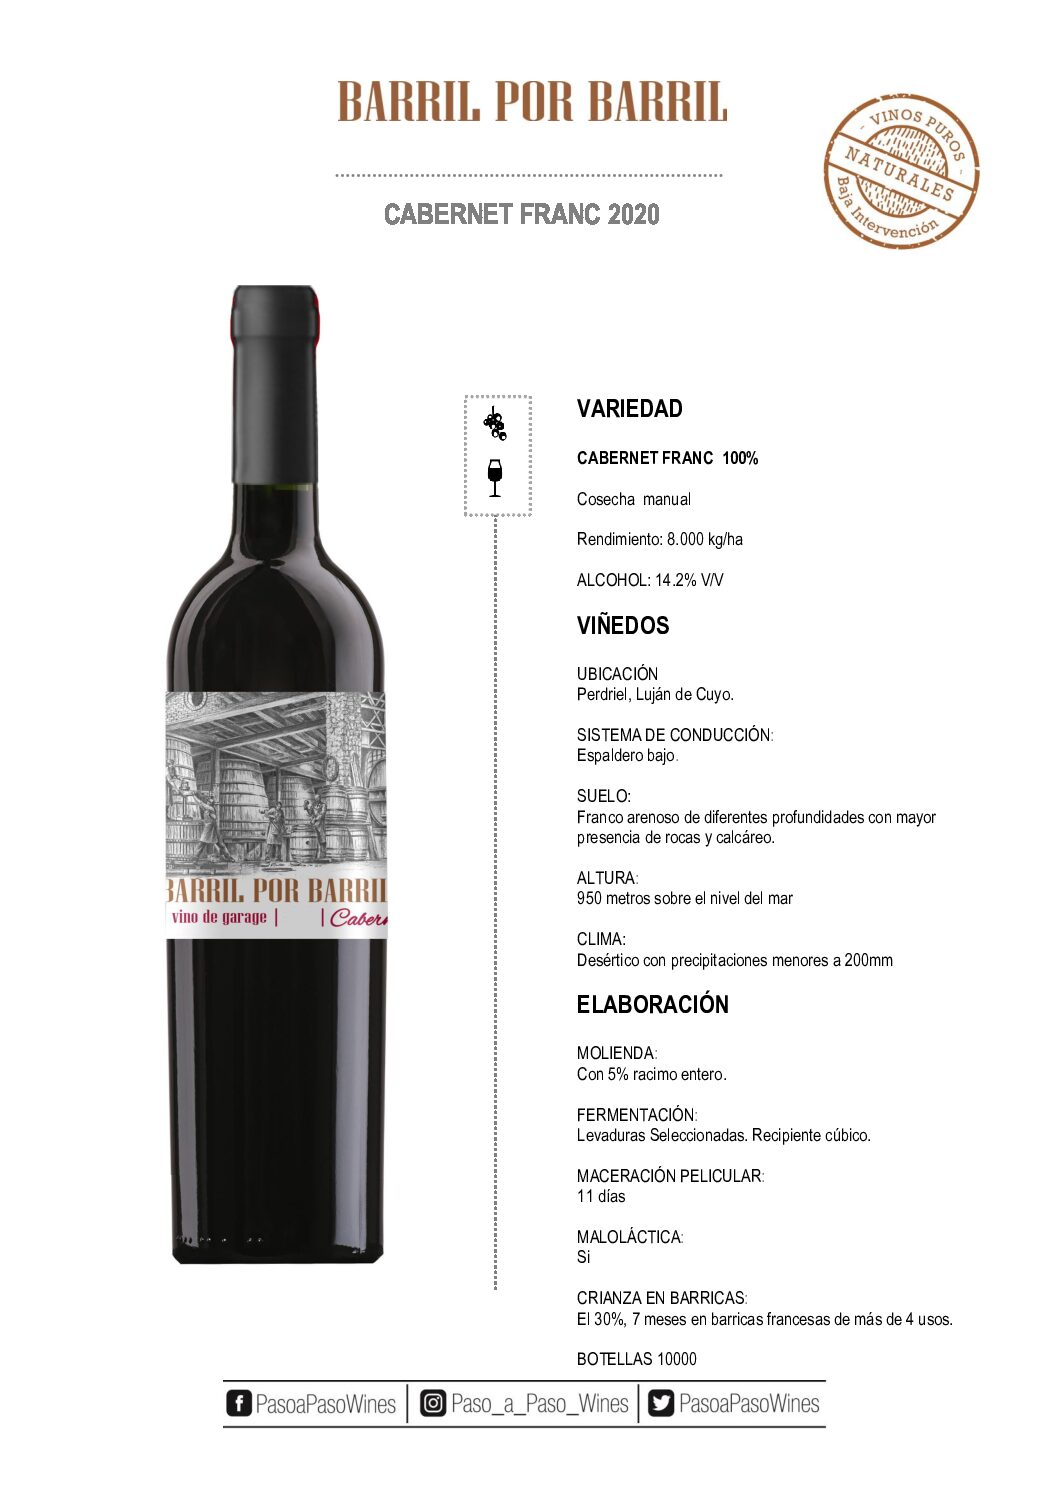 BARRIL POR BARRIL
- VINOS PUROS -
NATURALES
Baja Intervención
CABERNET FRANC 2020
VARIEDAD
CABERNET FRANC 100%
Cosecha manual
Rendimiento: 8.000 kg/ha
ALCOHOL: 14.2% V/V
VIÑEDOS
UBICACIÓN
Perdriel, Luján de Cuyo.
SISTEMA DE CONDUCCIÓN:
Espaldero bajo.
SUELO:
Franco arenoso de diferentes profundidades con mayor
presencia de rocas y calcáreo.
ALTURA:
950 metros sobre el nivel del mar
CLIMA:
Desértico con precipitaciones menores a 200mm
ELABORACIÓN
MOLIENDA:
Con 5% racimo entero.
FERMENTACIÓN:
Levaduras Seleccionadas. Recipiente cúbico.
MACERACIÓN PELICULAR:
11 días
MALOLÁCTICA:
Si
CRIANZA EN BARRICAS:
El 30%, 7 meses en barricas francesas de más de 4 usos.
BOTELLAS 10000
BARRIL POR BARRIL
vino de garage | | Cabern
PasoaPasoWines | Paso_a_Paso_Wines | PasoaPasoWines